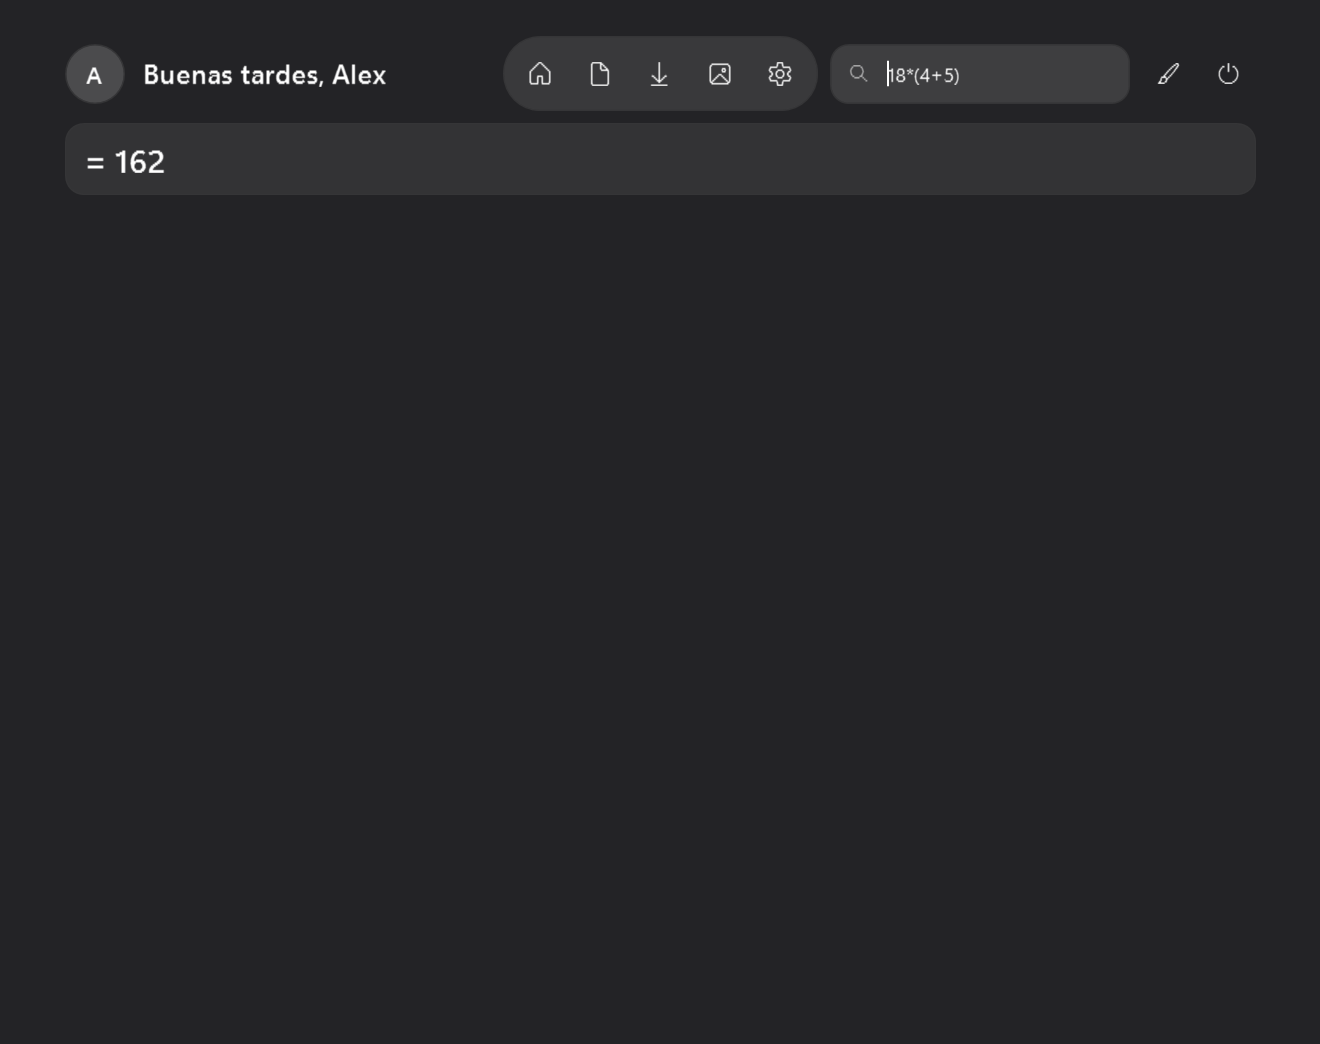 A
Buenas tardes, Alex
18*(4+5)
= 162